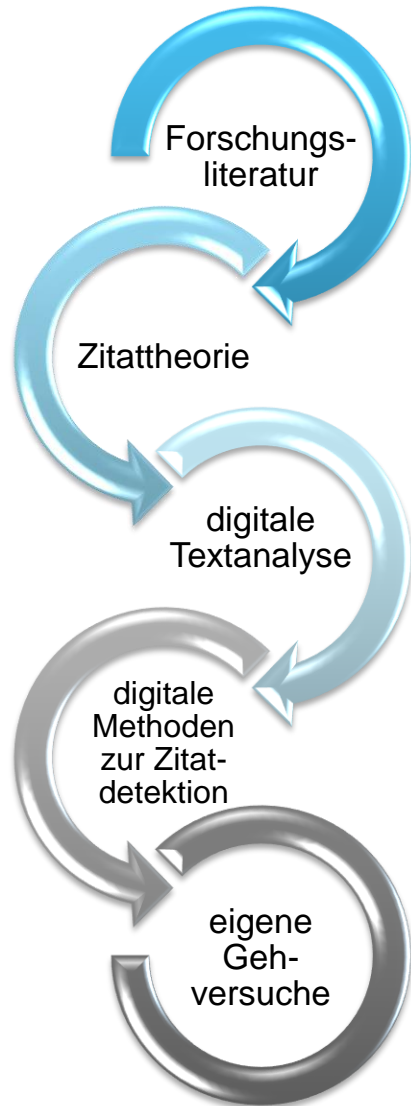 Forschungs-
literatur
Zitattheorie
digitale
Textanalyse
digitale
Methoden
zur Zitat-
detektion
eigene
Geh-
versuche